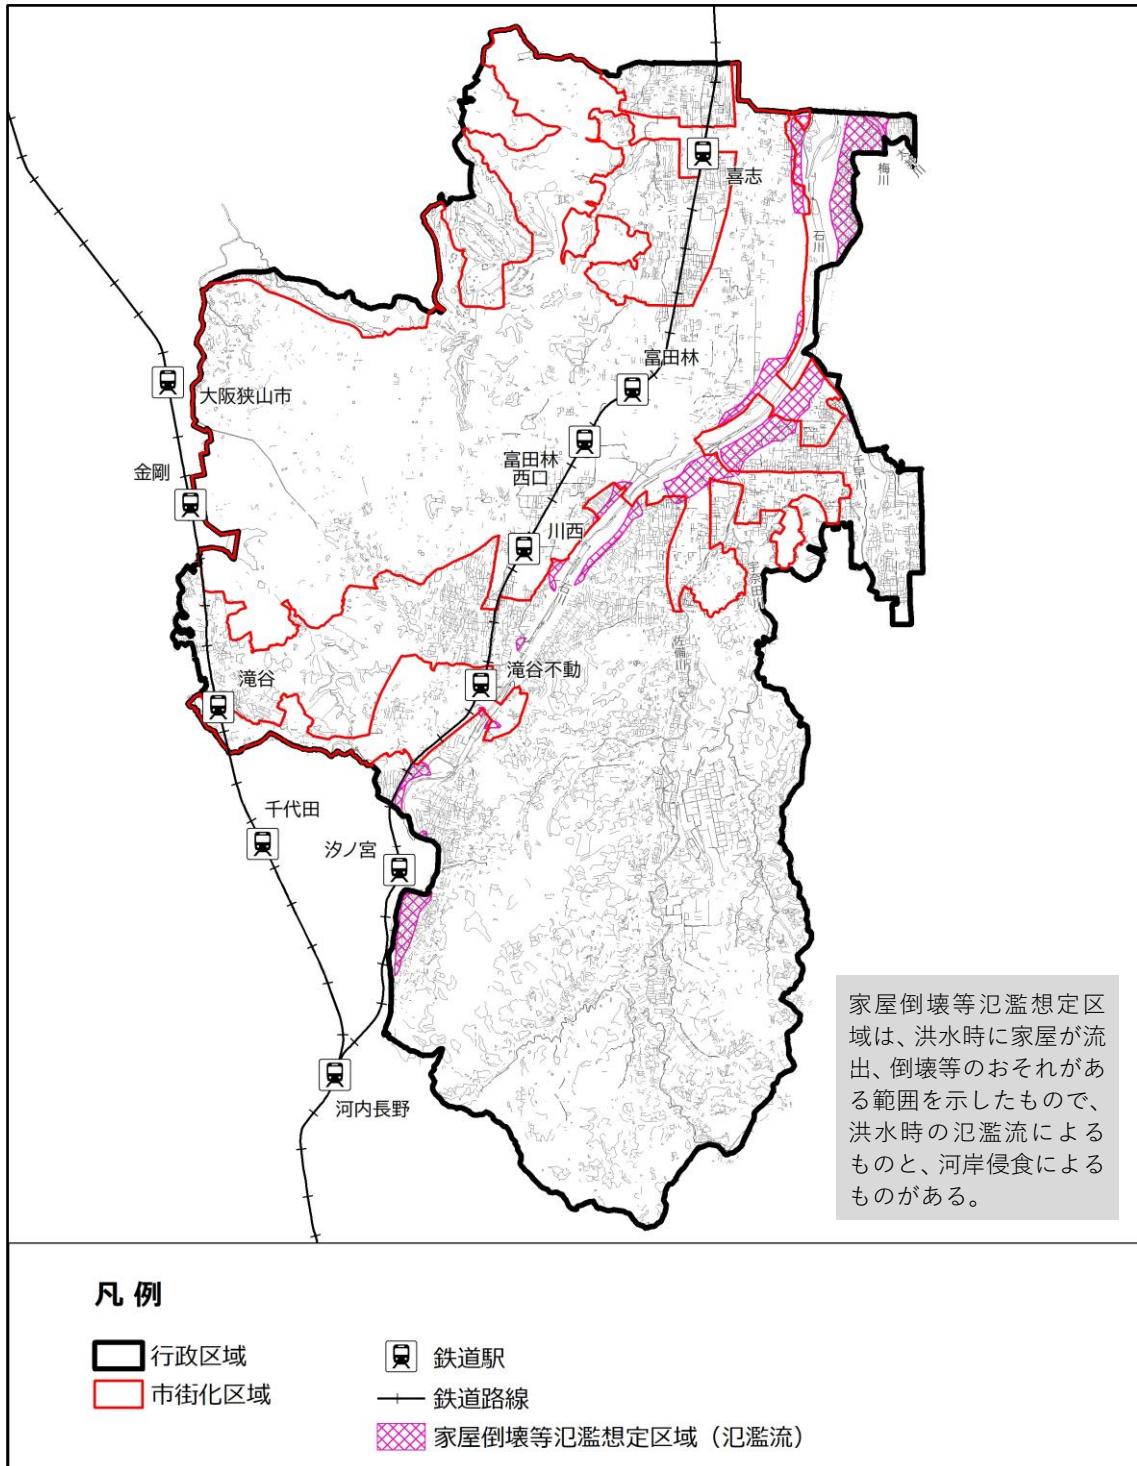 喜志
梅川
石川
富田林
大阪狭山市
富田林
西口
金剛
川西
石川
佐備川
滝谷不動
滝谷
千代田
汐ノ宮
河内長野
家屋倒壊等氾濫想定区
域は、洪水時に家屋が流
出、倒壊等のおそれがあ
る範囲を示したもので、
洪水時の氾濫流による
ものと、河岸侵食による
ものがある。
凡例
行政区域
鉄道駅
市街化区域
鉄道路線
家屋倒壊等氾濫想定区域（氾濫流）